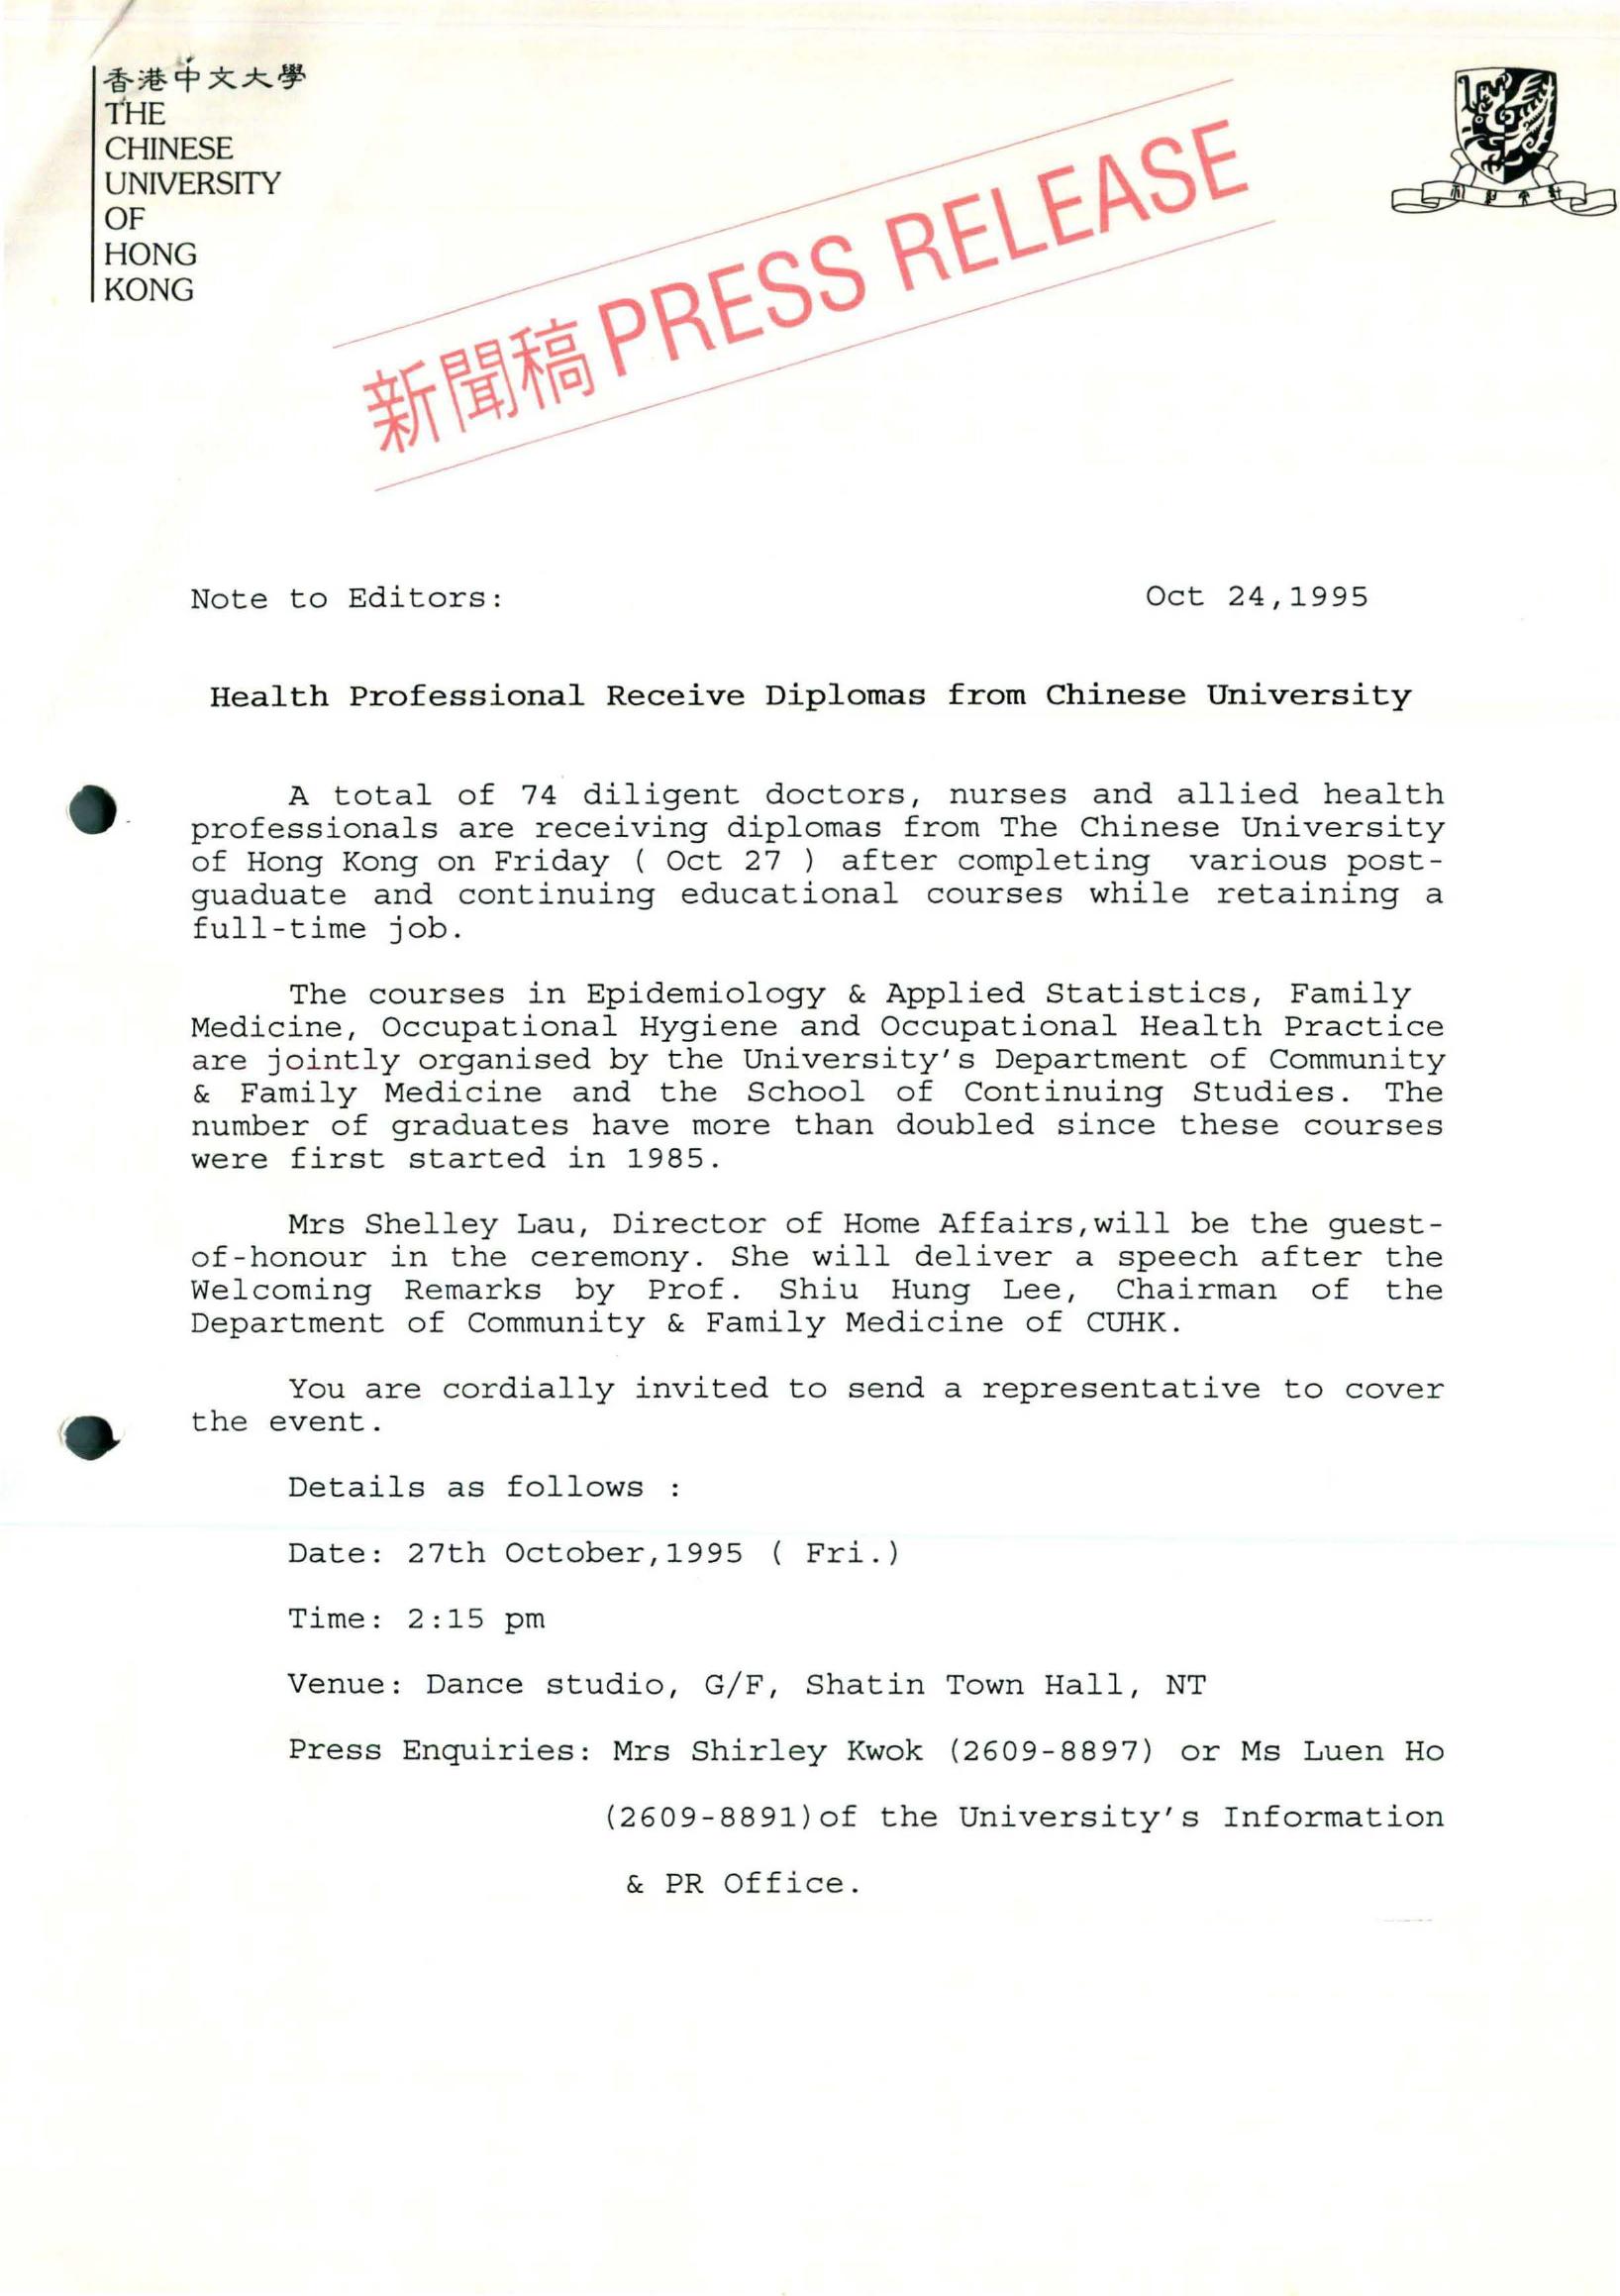 香港中文大學
THE
CHINESE
UNIVERSITY
OF
HONG
KONG
新聞稿 PRESS RELEASE
Note to Editors: Oct 24,1995
Health Professional Receive Diplomas from Chinese University
A total of 74 diligent doctors, nurses and allied health
professionals are receiving diplomas from The Chinese University
of Hong Kong on Friday ( Oct 27 ) after completing various post-
guaduate and continuing educational courses while retaining a
full-time job.
The courses in Epidemiology & Applied Statistics, Family
Medicine, Occupational Hygiene and Occupational Health Practice
are jointly organised by the University's Department of Community
& Family Medicine and the School of Continuing Studies. The
number of graduates have more than doubled since these courses
were first started in 1985.
Mrs Shelley Lau, Director of Home Affairs,will be the guest-
of-honour in the ceremony. She will deliver a speech after the
Welcoming Remarks by Prof. Shiu Hung Lee, Chairman of the
Department of Community & Family Medicine of CUHK.
You are cordially invited to send a representative to cover
the event.
Details as follows :
Date: 27th October,1995 ( Fri.)
Time: 2:15 pm
Venue: Dance studio, G/F, Shatin Town Hall, NT
Press Enquiries: Mrs Shirley Kwok (2609-8897) or Ms Luen Ho
(2609-8891)of the University's Information
& PR Office.